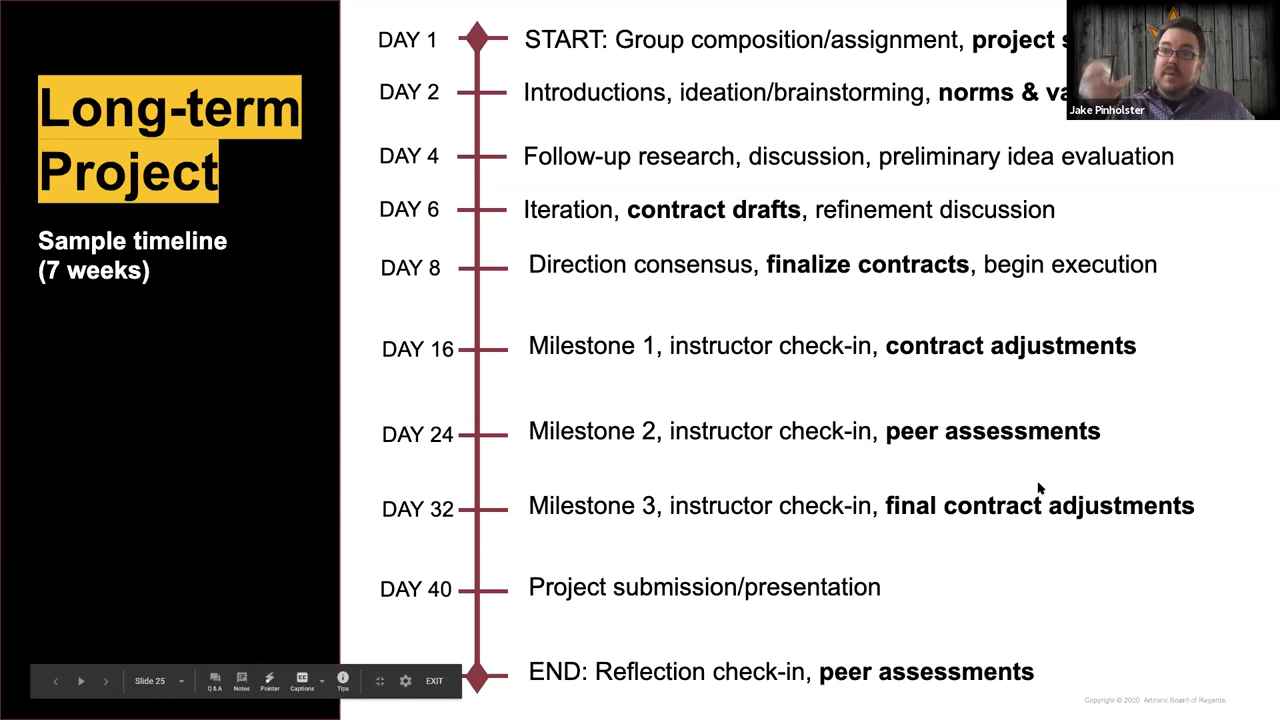 Long-term
Project
Sample timeline
(7 weeks)
DAY 1 START: Group composition/assignment, project
DAY 2 Introductions, ideation/brainstorming, norms &
DAY 4 Follow-up research, discussion, preliminary idea evaluation
DAY 6 Iteration, contract drafts, refinement discussion
DAY 8 Direction consensus, finalize contracts, begin execution
DAY 16 Milestone 1, instructor check-in, contract adjustments
DAY 24 Milestone 2, instructor check-in, peer assessments
DAY 32 Milestone 3, instructor check-in, final contract adjustments
DAY 40 Project submission/presentation
END: Reflection check-in, peer assessments
Jake Pinholster
Slide 25 Q & A Notes Pointer Captions Tips EXIT
Copyright © 2020 Arizona Board of Regents.